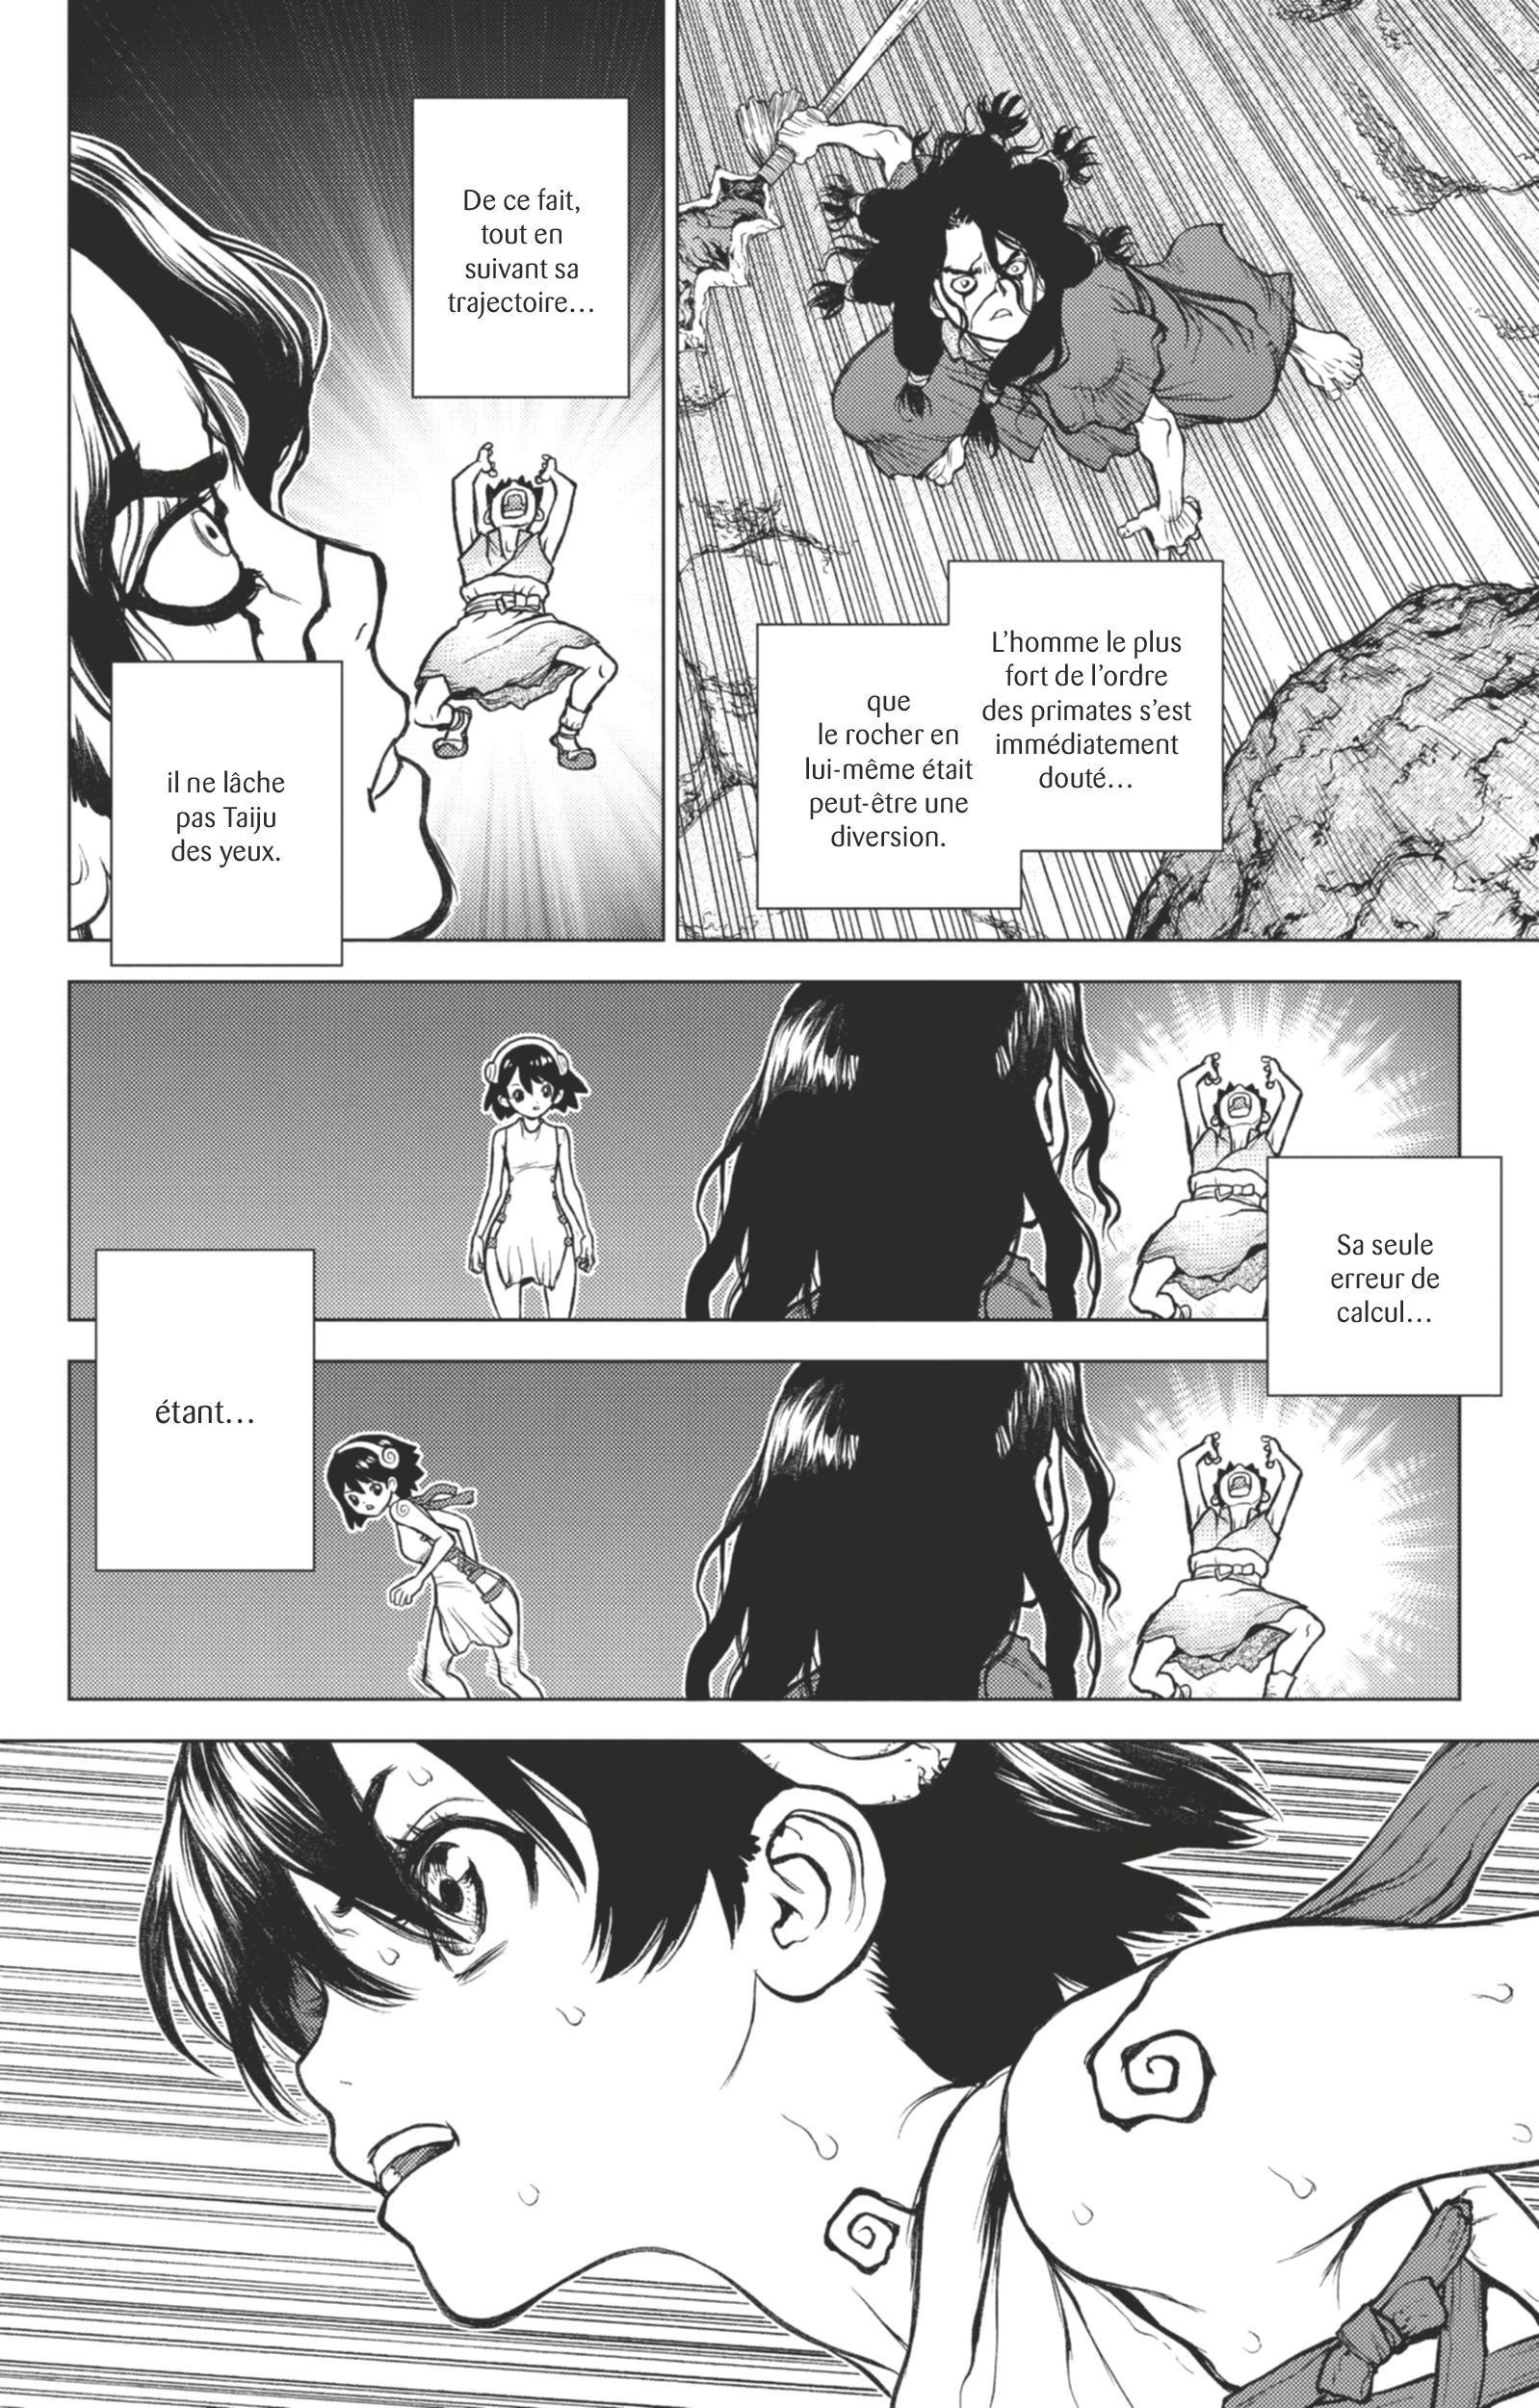 L'homme le plus
fort de l'ordre
des primates s'est
immédiatement
douté...
que
le rocher en
lui-même était
peut-être une
diversion.
De ce fait,
tout en
suivant sa
trajectoire...
il ne lâche
pas Taiju
des yeux.
Sa seule
erreur de
calcul...
étant...